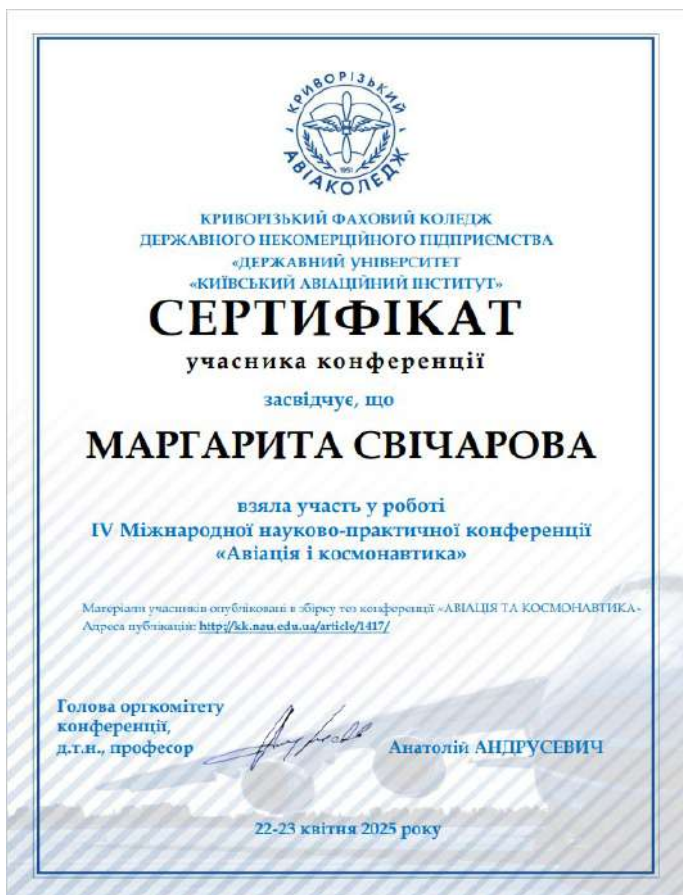 КРИВОРІЗЬКИЙ
АВІАКОЛЕДЖ
1951
КРИВОРІЗЬКИЙ ФАХОВИЙ КОЛЕДЖ
ДЕРЖАВНОГО НЕКОМЕРЦІЙНОГО ПІДПРИЄМСТВА
«ДЕРЖАВНИЙ УНІВЕРСИТЕТ
«КИЇВСЬКИЙ АВІАЦІЙНИЙ ІНСТИТУТ»
СЕРТИФІКАТ
учасника конференції
засвідчує, що
МАРГАРИТА СВІЧАРОВА
взяла участь у роботі
IV Міжнародної науково-практичної конференції
«Авіація і космонавтика»
Матеріали учасників опубліковані в збірку тез конференції «АВІАЦІЯ ТА КОСМОНАВТИКА»
Адреса публікацій: http://kk.nau.edu.ua/article/1417/
Голова оргкомітету
конференції,
д.т.н., професор Анатолій АНДРУСЕВИЧ
22-23 квітня 2025 року